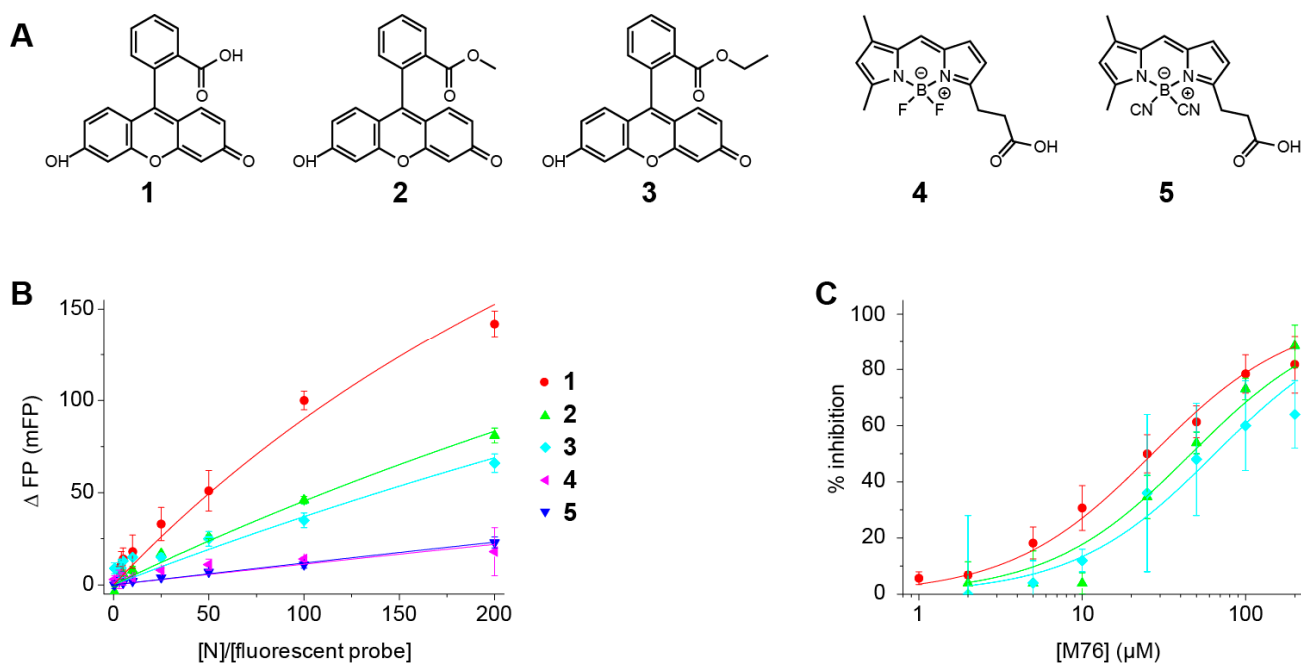 A
OH
O
OH
O
O
1
O
O
OH
O
O
2
O
O
OH
O
O
3
N
N
B
⊖
⊕
F
F
O
OH
4
N
N
B
⊖
⊕
CN
CN
O
OH
5
B
Δ FP (mFP)
150
100
50
0
0
50
100
150
200
[N]/[fluorescent probe]
1
2
3
4
5
C
% inhibition
100
80
60
40
20
0
1
10
100
[M76] (µM)